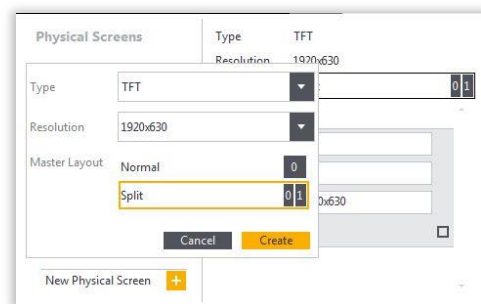 Physical Screens
Type TFT
Resolution 1920x630
0 1
Type TFT
Resolution 1920x630
Master Layout Normal 0
Split 0 1
0x630
Cancel Create
New Physical Screen +